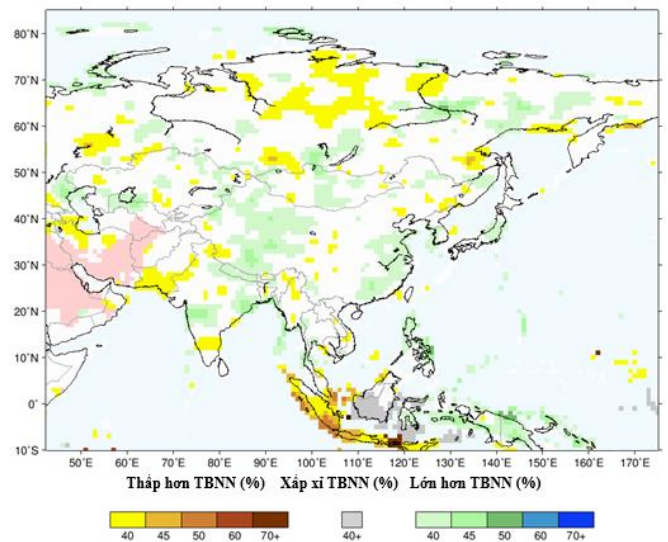 80˚N
70˚N
60˚N
50˚N
40˚N
30˚N
20˚N
10˚N
0˚
10˚S
50˚E 60˚E 70˚E 80˚E 90˚E 100˚E 110˚E 120˚E 130˚E 140˚E 150˚E 160˚E 170˚E
Thấp hơn TBNN (%) Xấp xỉ TBNN (%) Lớn hơn TBNN (%)
40 45 50 60 70+ 40+ 40 45 50 60 70+